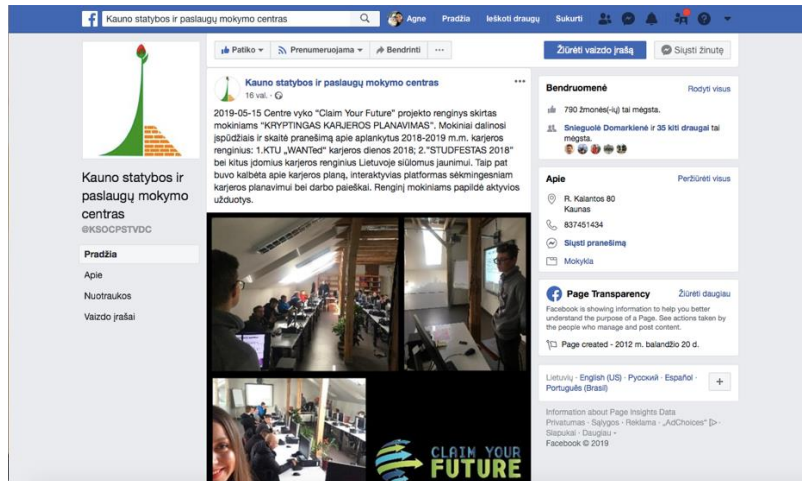 Kauno statybos ir paslaugų mokymo centras
Agne
Pradžia
Ieškoti draugų
Sukurti
Patiko
Prenumeruojama
Bendrinti
Žiūrėti vaizdo įrašą
Siųsti žinutę
Kauno statybos ir
paslaugų mokymo
centras
@KSOCPSTVDC
Pradžia
Apie
Nuotraukos
Vaizdo įrašai
Kauno statybos ir paslaugų mokymo centras
16 val. ·
2019-05-15 Centre vyko "Claim Your Future" projekto renginys skirtas
mokiniams "KRYPTINGAS KARJEROS PLANAVIMAS". Mokiniai dalinosi
įspūdžiais ir skaitė pranešimą apie aplankytus 2018-2019 m.m. karjeros
renginius: 1.KTU „WANTed" karjeros dienos 2018; 2."STUDFESTAS 2018"
bei kitus įdomius karjeros renginius Lietuvoje siūlomus jaunimui. Taip pat
buvo kalbėta apie karjeros planą, interaktyvias platformas sėkmingesniam
karjeros planavimui bei darbo paieškai. Renginį mokiniams papildė aktyvios
užduotys.
CLAIM YOUR
FUTURE
Bendruomenė
Rodyti visus
790 žmonės(-ių) tai mėgsta.
Snieguolė Domarkienė ir 35 kiti draugai tai
mėgsta.
Apie
Peržiūrėti visus
R. Kalantos 80
Kaunas
837451434
Siųsti pranešimą
Mokykla
Page Transparency
Žiūrėti daugiau
Facebook is showing information to help you better
understand the purpose of a Page. See actions taken by
the people who manage and post content.
Page created - 2012 m. balandžio 20 d.
Lietuvių · English (US) · Русский · Español ·
Português (Brasil)
Information about Page Insights Data
Privatumas · Sąlygos · Reklama · „AdChoices" ·
Slapukai · Daugiau
Facebook © 2019